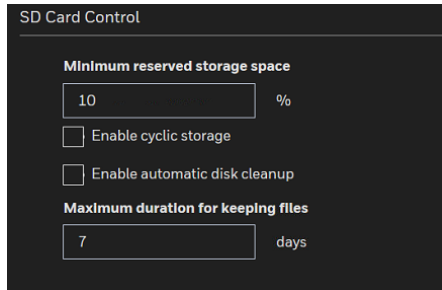 SD Card Control
Minimum reserved storage space
10 %
Enable cyclic storage
Enable automatic disk cleanup
Maximum duration for keeping files
7 days